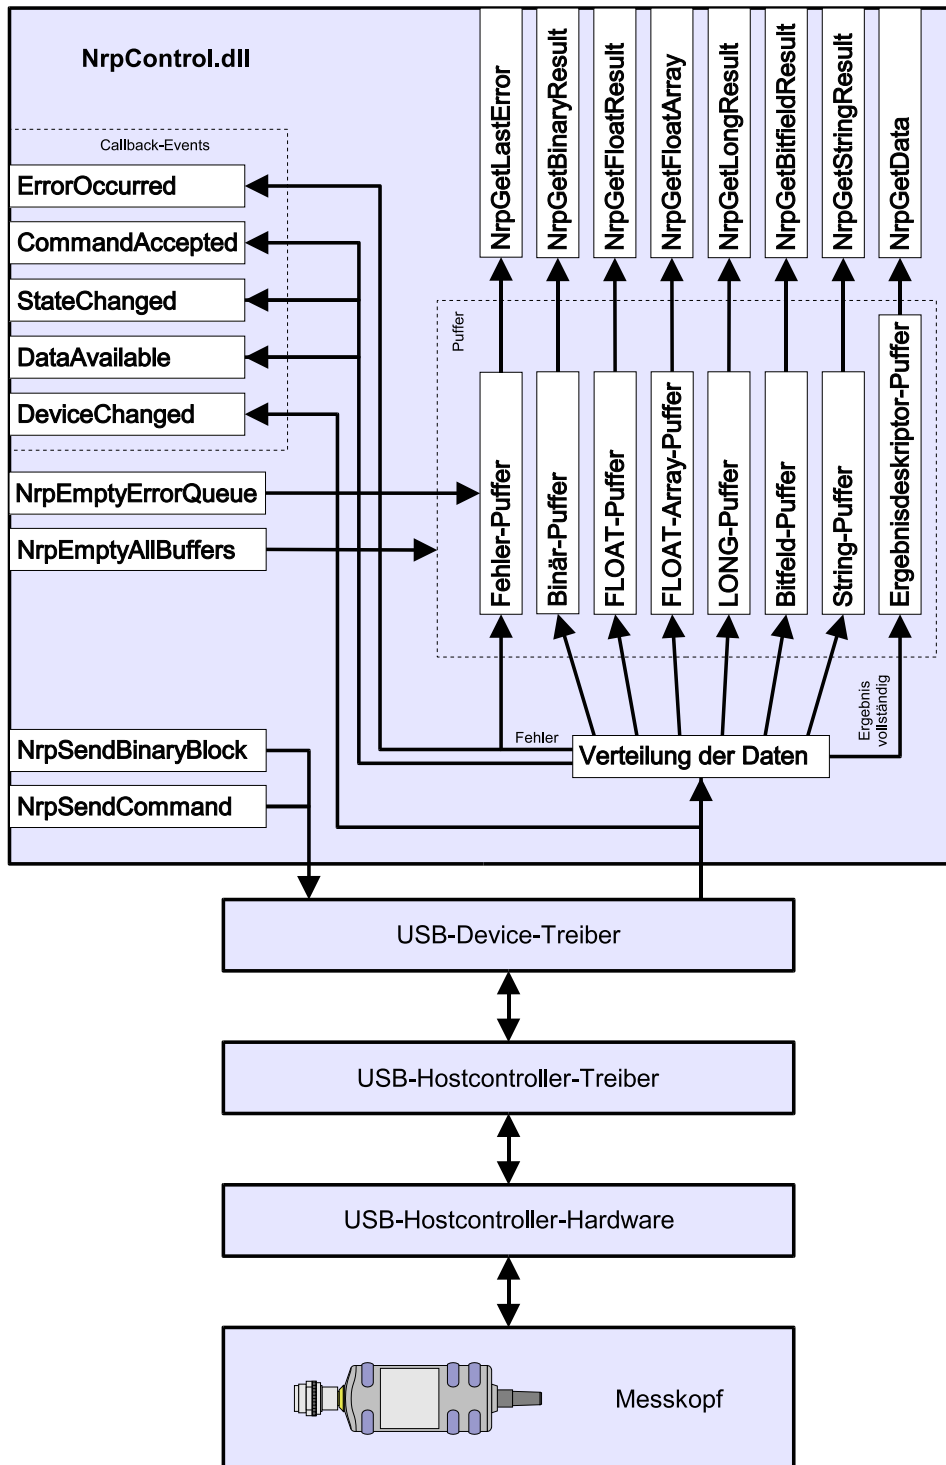 NrpControl.dll
NrpGetLastError
NrpGetBinaryResult
NrpGetFloatResult
NrpGetFloatArray
NrpGetLongResult
NrpGetBitfieldResult
NrpGetStringResult
NrpGetData
Callback-Events
ErrorOccurred
CommandAccepted
StateChanged
DataAvailable
DeviceChanged
NrpEmptyErrorQueue
NrpEmptyAllBuffers
Puffer
Fehler-Puffer
Binär-Puffer
FLOAT-Puffer
FLOAT-Array-Puffer
LONG-Puffer
Bitfeld-Puffer
String-Puffer
Ergebnisdeskriptor-Puffer
NrpSendBinaryBlock
NrpSendCommand
Fehler
Verteilung der Daten
Ergebnis
vollständig
USB-Device-Treiber
USB-Hostcontroller-Treiber
USB-Hostcontroller-Hardware
Messkopf